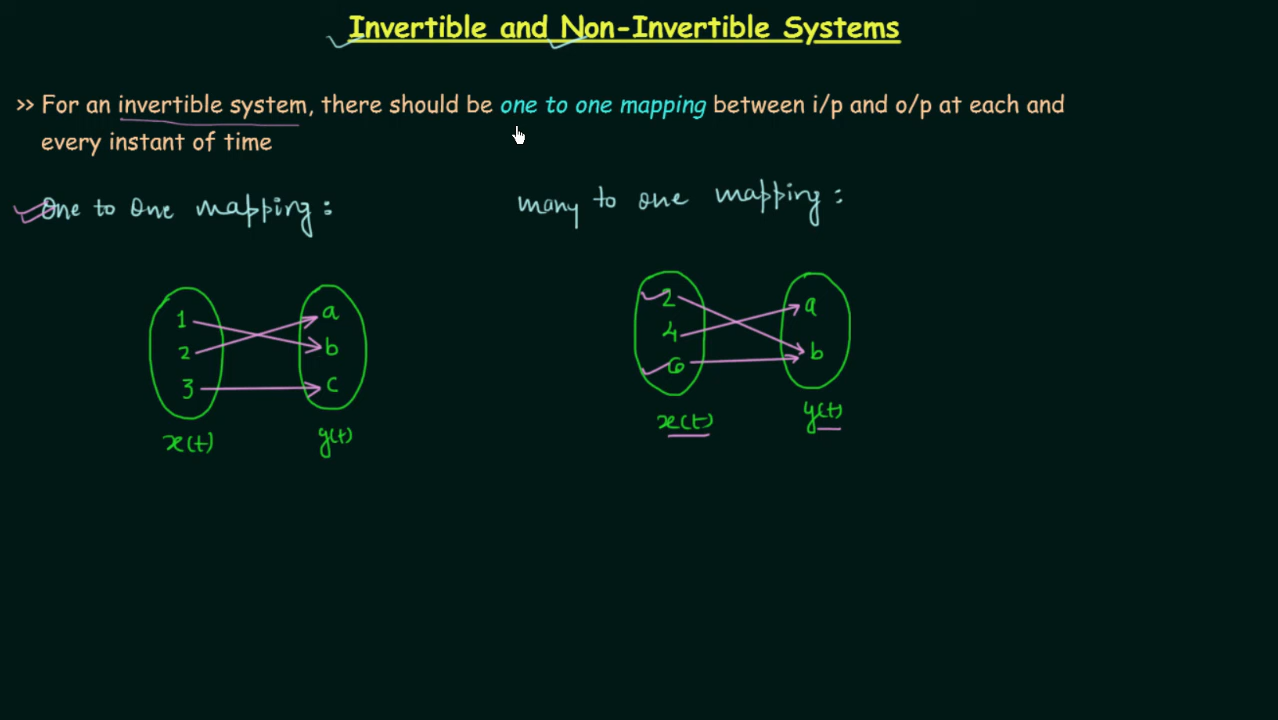 Invertible and Non-Invertible Systems
>> For an invertible system, there should be one to one mapping between i/p and o/p at each and
every instant of time
One to One mapping :
many to one mapping :
1
2
3
a
b
c
x(t)
y(t)
2
4
6
a
b
x(t)
y(t)